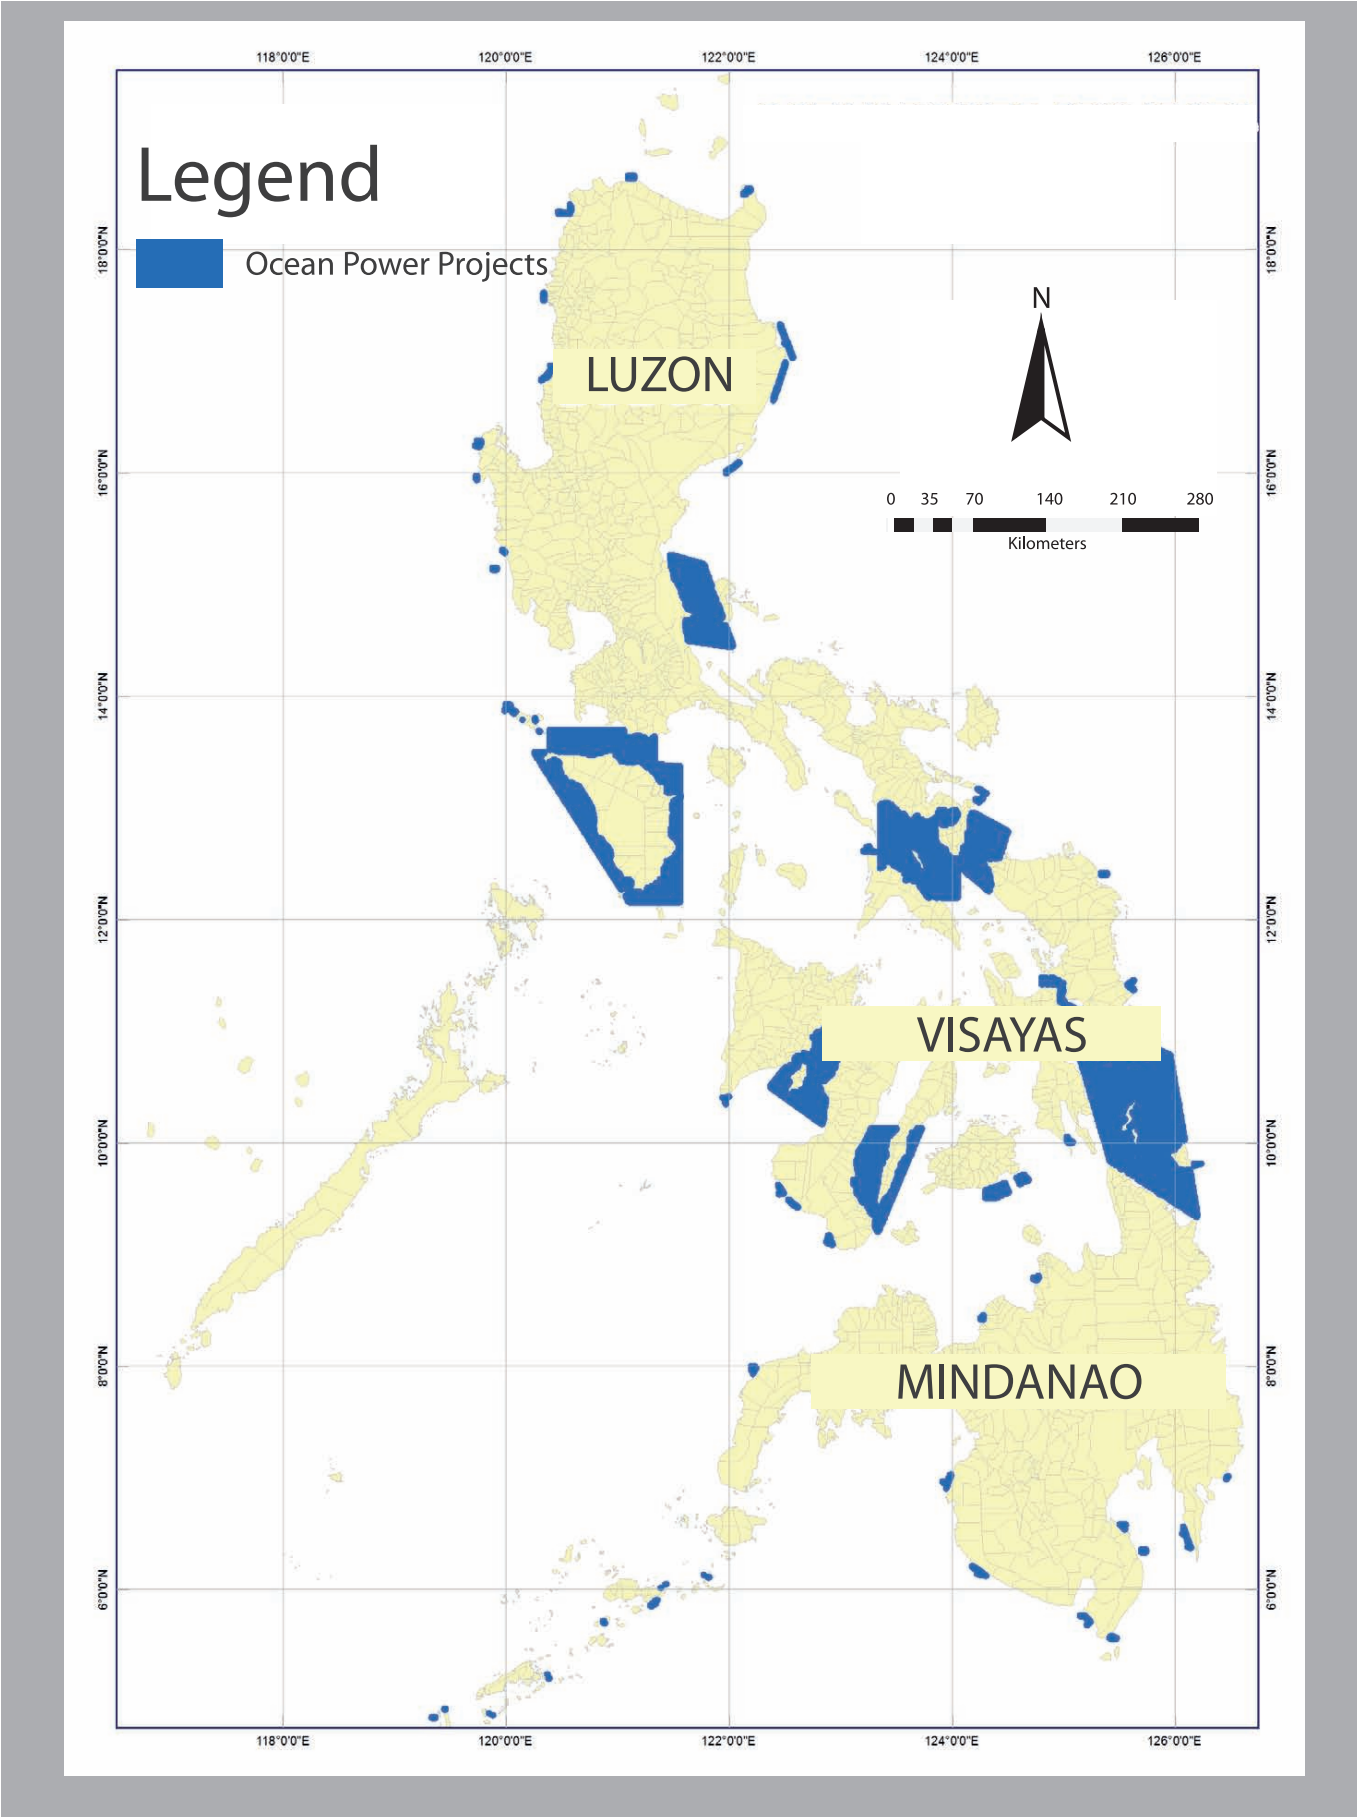 118°0'0"E 120°0'0"E 122°0'0"E 124°0'0"E 126°0'0"E
Legend
Ocean Power Projects
18°0'0"N 18°0'0"N
N
LUZON
16°0'0"N 16°0'0"N
0 35 70 140 210 280
Kilometers
14°0'0"N 14°0'0"N
12°0'0"N 12°0'0"N
VISAYAS
10°0'0"N 10°0'0"N
8°0'0"N 8°0'0"N
MINDANAO
6°0'0"N 6°0'0"N
118°0'0"E 120°0'0"E 122°0'0"E 124°0'0"E 126°0'0"E